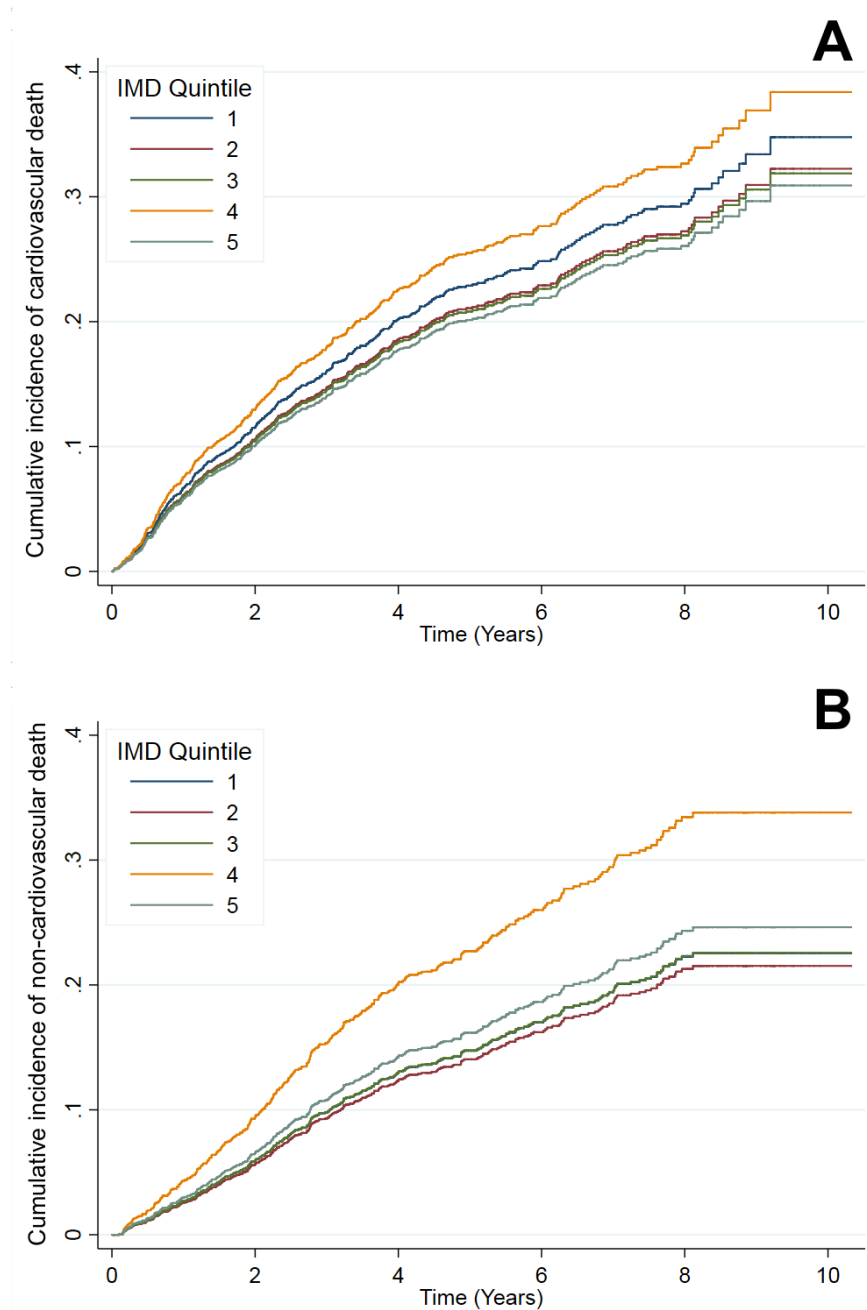 A
IMD Quintile
1
2
3
4
5
Cumulative incidence of cardiovascular death
.4
.3
.2
.1
0
0 2 4 6 8 10
Time (Years)
B
IMD Quintile
1
2
3
4
5
Cumulative incidence of non-cardiovascular death
.4
.3
.2
.1
0
0 2 4 6 8 10
Time (Years)